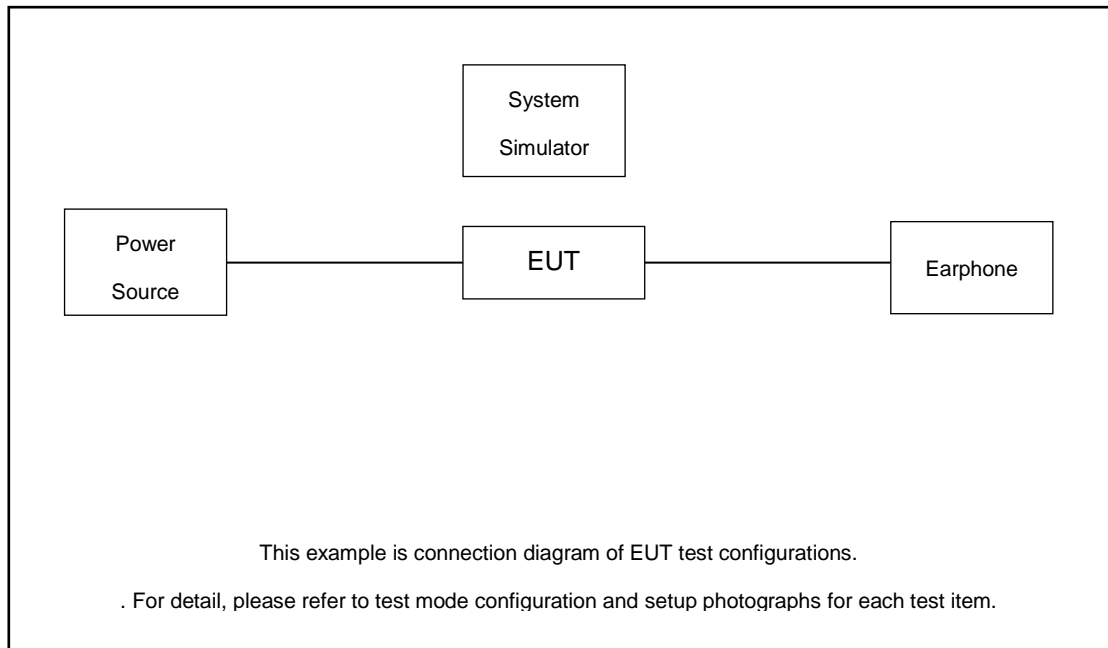 System
Simulator
Power
Source
EUT
Earphone
This example is connection diagram of EUT test configurations.
. For detail, please refer to test mode configuration and setup photographs for each test item.